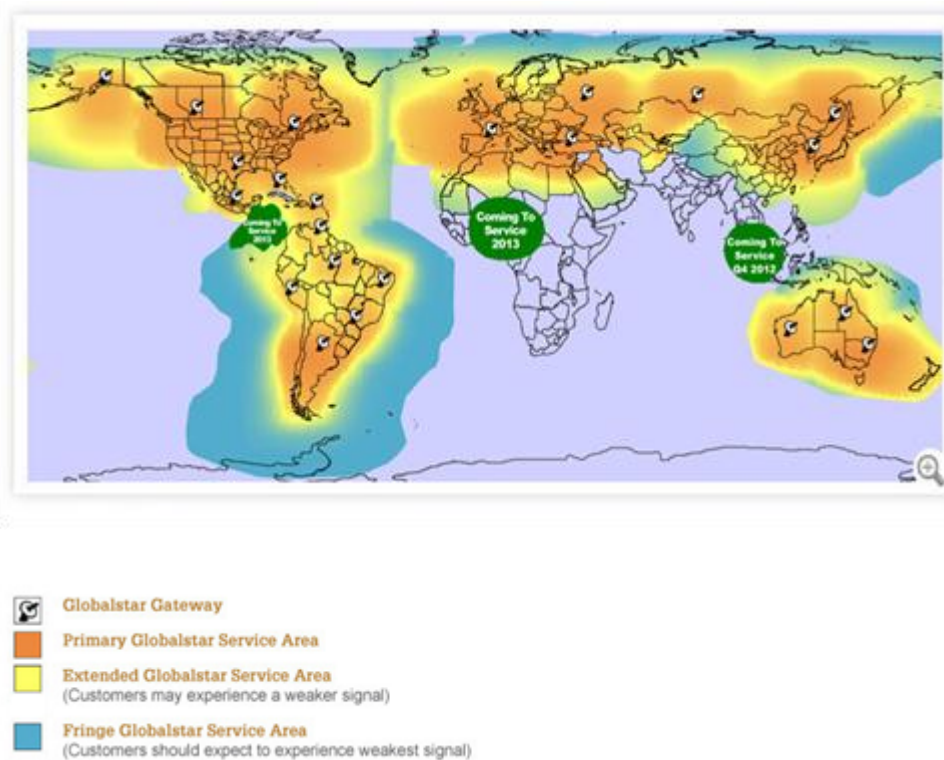 Coming To
Service
2013
Coming To
Service
2013
Coming To
Service
Q4 2012
Globalstar Gateway
Primary Globalstar Service Area
Extended Globalstar Service Area
(Customers may experience a weaker signal)
Fringe Globalstar Service Area
(Customers should expect to experience weakest signal)